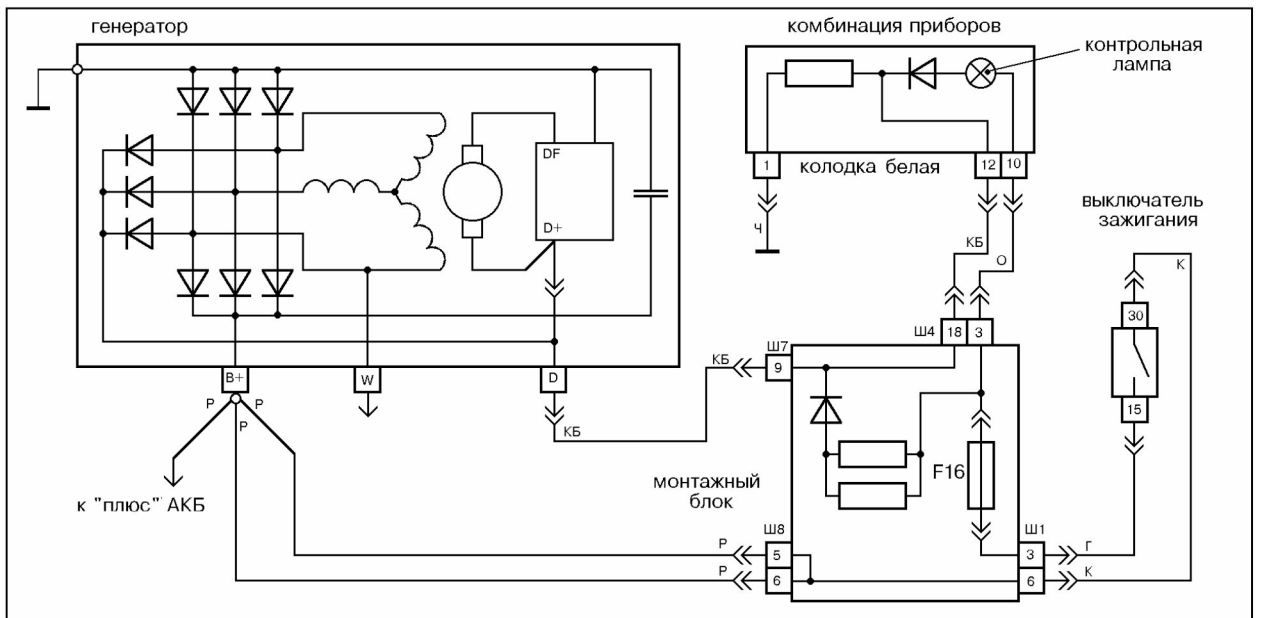 генератор
комбинация приборов
контрольная
лампа
DF
D+
1
колодка белая
12
10
выключатель
зажигания
Ч
КБ
О
К
30
15
Ш4
18
3
Ш7
КБ
9
B+
W
D
Р
Р
Р
КБ
F16
к "плюс" АКБ
монтажный
блок
Ш8
Ш1
Р
5
3
Г
Р
6
6
К